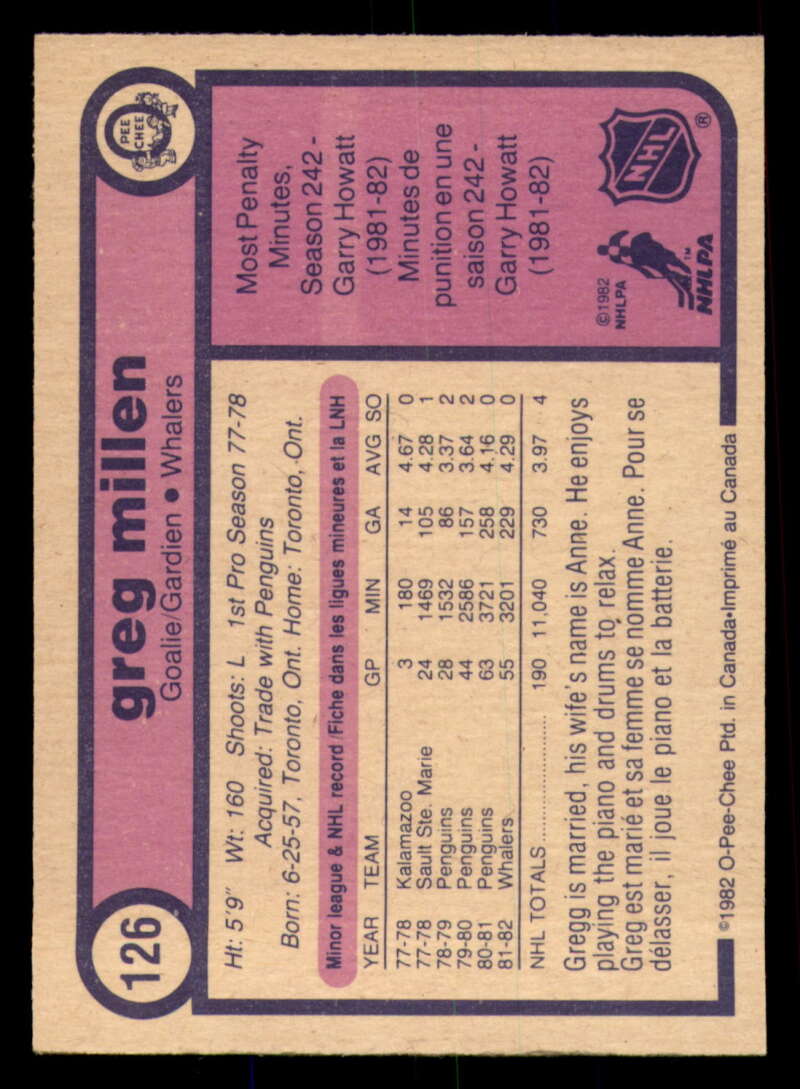 126
greg millen
Goalie/Gardien • Whalers
O
PEE
CHEE
Ht: 5'9" Wt: 160 Shoots: L 1st Pro Season 77-78
Acquired: Trade with Penguins
Born: 6-25-57, Toronto, Ont. Home: Toronto, Ont.
Minor league & NHL record/Fiche dans les ligues mineures et la LNH
YEAR TEAM GP MIN GA AVG SO
77-78 Kalamazoo 3 180 14 4.67 0
77-78 Sault Ste. Marie 24 1469 105 4.28 1
78-79 Penguins 28 1532 86 3.37 2
79-80 Penguins 44 2586 157 3.64 2
80-81 Penguins 63 3721 258 4.16 0
81-82 Whalers 55 3201 229 4.29 0
NHL TOTALS.................... 190 11,040 730 3.97 4
Gregg is married, his wife's name is Anne. He enjoys
playing the piano and drums to relax.
Greg est marié et sa femme se nomme Anne. Pour se
délasser, il joue le piano et la batterie.
Most Penalty
Minutes,
Season 242 -
Garry Howatt
(1981-82)
Minutes de
punition en une
saison 242 -
Garry Howatt
(1981-82)
©1982
NHLPA
NHLPA™
NHL®
©1982 O-Pee-Chee Ptd. in Canada•Imprimé au Canada